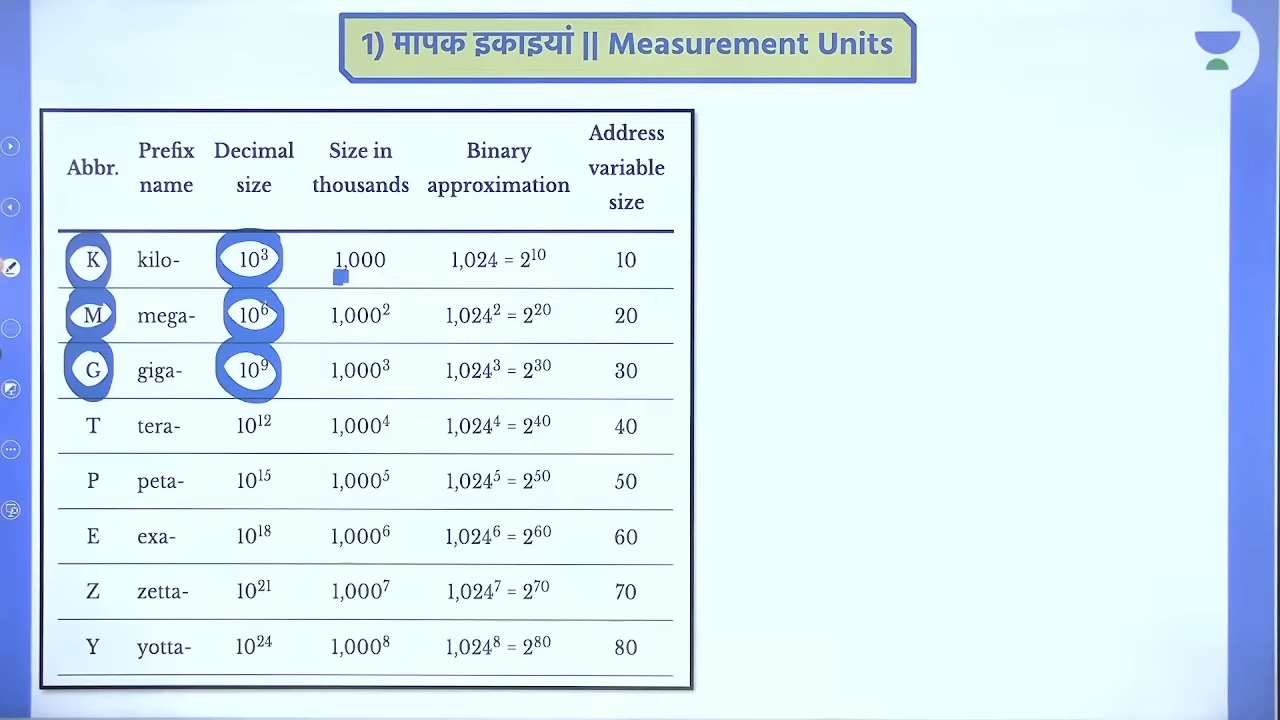 1) मापक इकाइयां || Measurement Units
Abbr. Prefix name Decimal size Size in thousands Binary approximation Address variable size
K kilo- 10³ 1,000 1,024 = 2¹⁰ 10
M mega- 10⁶ 1,000² 1,024² = 2²⁰ 20
G giga- 10⁹ 1,000³ 1,024³ = 2³⁰ 30
T tera- 10¹² 1,000⁴ 1,024⁴ = 2⁴⁰ 40
P peta- 10¹⁵ 1,000⁵ 1,024⁵ = 2⁵⁰ 50
E exa- 10¹⁸ 1,000⁶ 1,024⁶ = 2⁶⁰ 60
Z zetta- 10²¹ 1,000⁷ 1,024⁷ = 2⁷⁰ 70
Y yotta- 10²⁴ 1,000⁸ 1,024⁸ = 2⁸⁰ 80